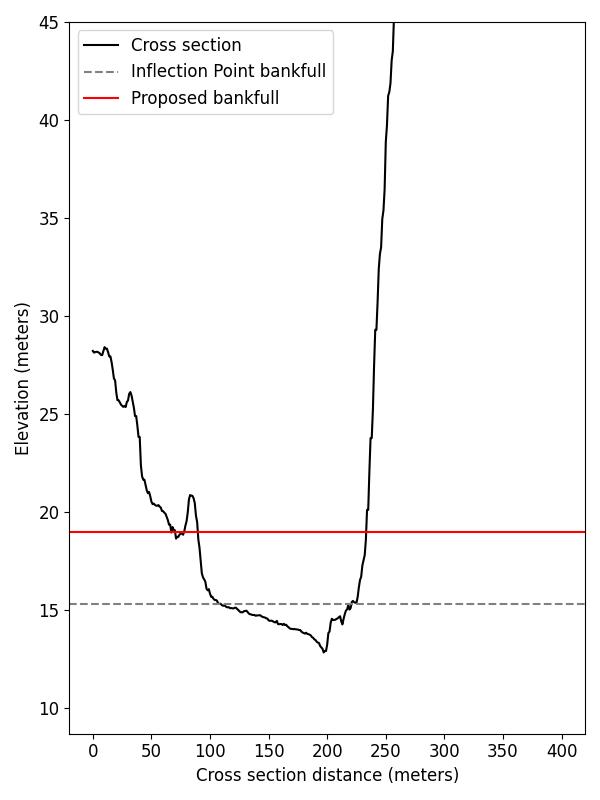 Cross section
Inflection Point bankfull
Proposed bankfull
Elevation (meters)
45
40
35
30
25
20
15
10
0 50 100 150 200 250 300 350 400
Cross section distance (meters)